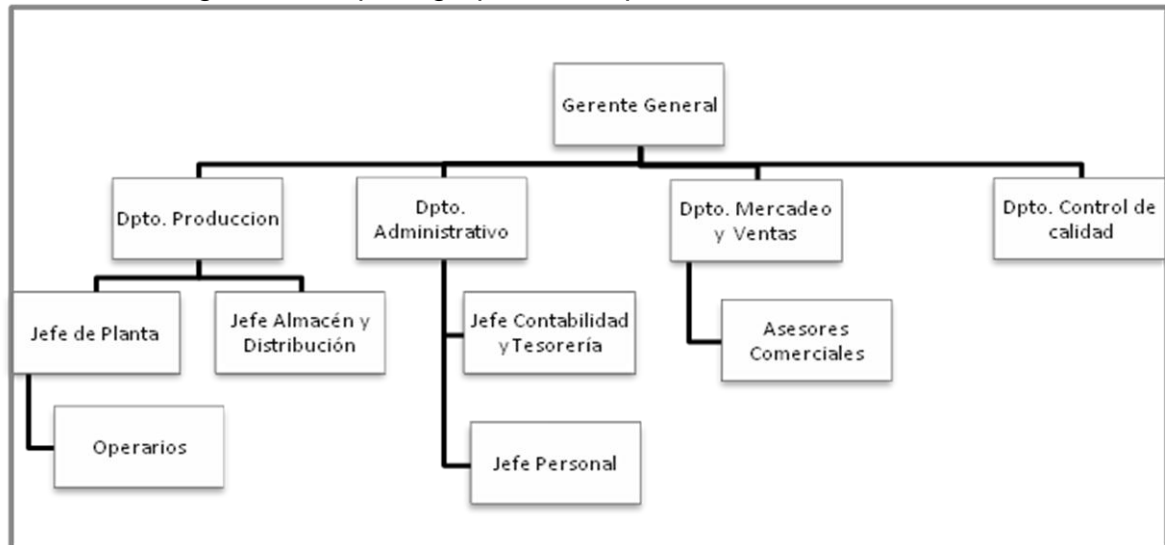 Gerente General
Dpto. Produccion
Dpto.
Administrativo
Dpto. Mercadeo
y Ventas
Dpto. Control de
calidad
Jefe de Planta
Jefe Almacén y
Distribución
Jefe Contabilidad
y Tesorería
Asesores
Comerciales
Operarios
Jefe Personal